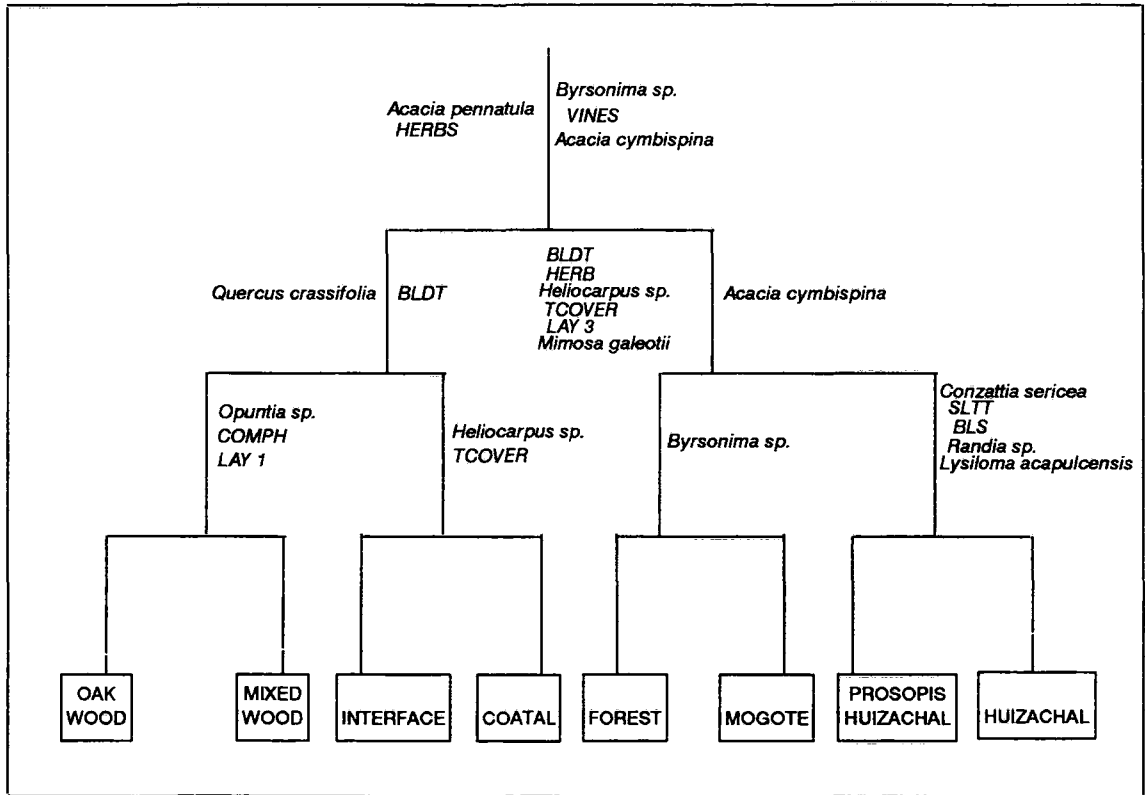 Acacia pennatula
HERBS
Byrsonima sp.
VINES
Acacia cymbispina
Quercus crassifolia
BLDT
BLDT
HERB
Heliocarpus sp.
TCOVER
LAY 3
Mimosa galeotii
Acacia cymbispina
Opuntia sp.
COMPH
LAY 1
Heliocarpus sp.
TCOVER
Byrsonima sp.
Conzattia sericea
SLTT
BLS
Randia sp.
Lysiloma acapulcensis
OAK
WOOD
MIXED
WOOD
INTERFACE
COATAL
FOREST
MOGOTE
PROSOPIS
HUIZACHAL
HUIZACHAL